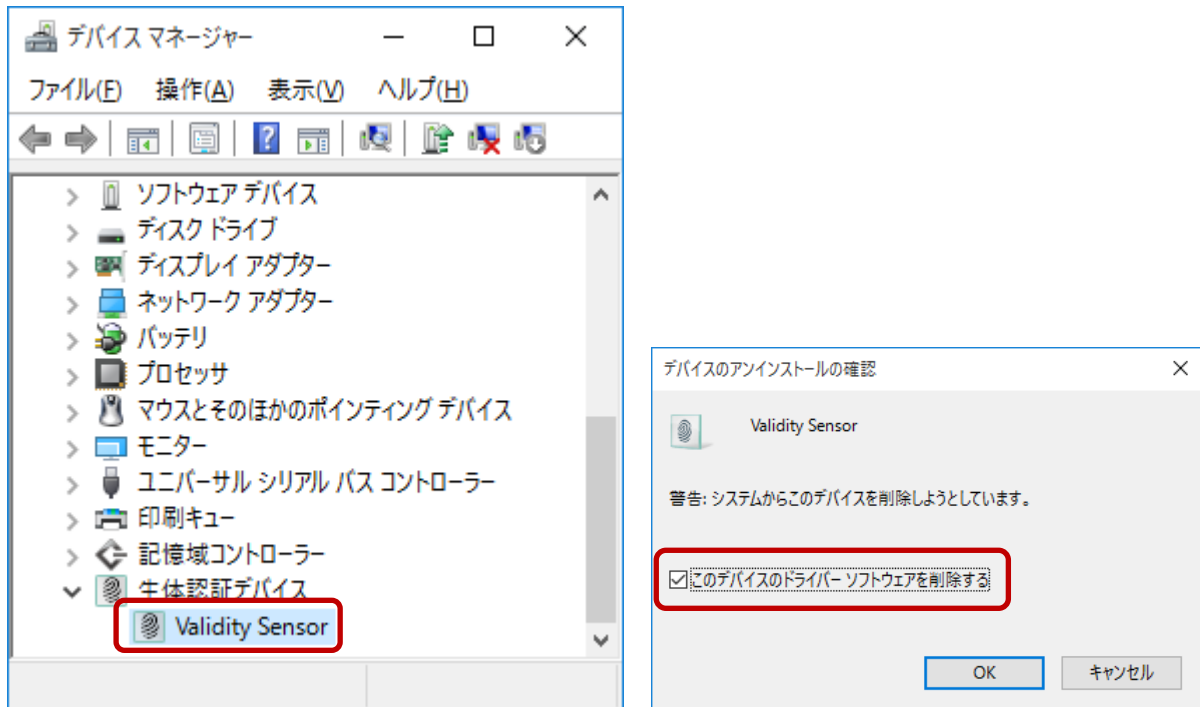 デバイス マネージャー
ファイル(F) 操作(A) 表示(V) ヘルプ(H)
ソフトウェア デバイス
ディスク ドライブ
ディスプレイ アダプター
ネットワーク アダプター
バッテリ
プロセッサ
マウスとそのほかのポインティング デバイス
モニター
ユニバーサル シリアル バス コントローラー
印刷キュー
記憶域コントローラー
生体認証デバイス
Validity Sensor
デバイスのアンインストールの確認
Validity Sensor
警告: システムからこのデバイスを削除しようとしています。
このデバイスのドライバー ソフトウェアを削除する
OK キャンセル